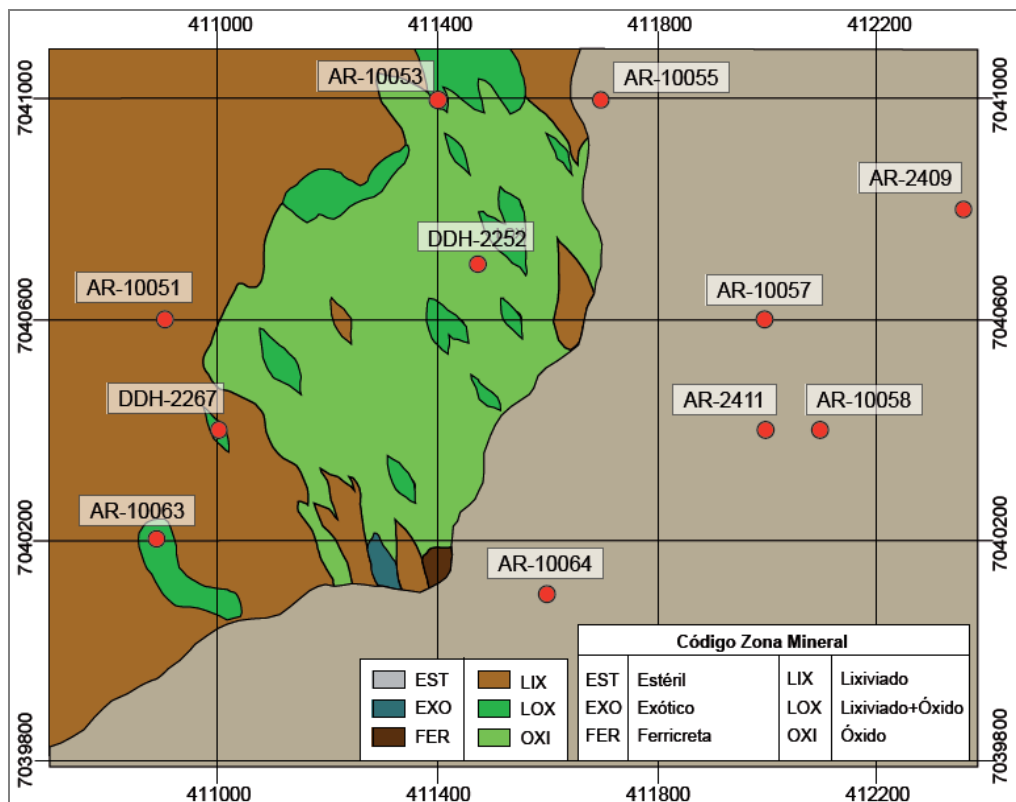 411000 411400 411800 412200
AR-10053
AR-10055
7041000
7041000
AR-2409
DDH-2252
AR-10051
AR-10057
7040600
7040600
DDH-2267
AR-2411
AR-10058
AR-10063
7040200
7040200
AR-10064
Código Zona Mineral
EST LIX
EXO LOX
FER OXI
EST Estéril LIX Lixiviado
EXO Exótico LOX Lixiviado+Óxido
FER Ferricreta OXI Óxido
7039800
7039800
411000 411400 411800 412200